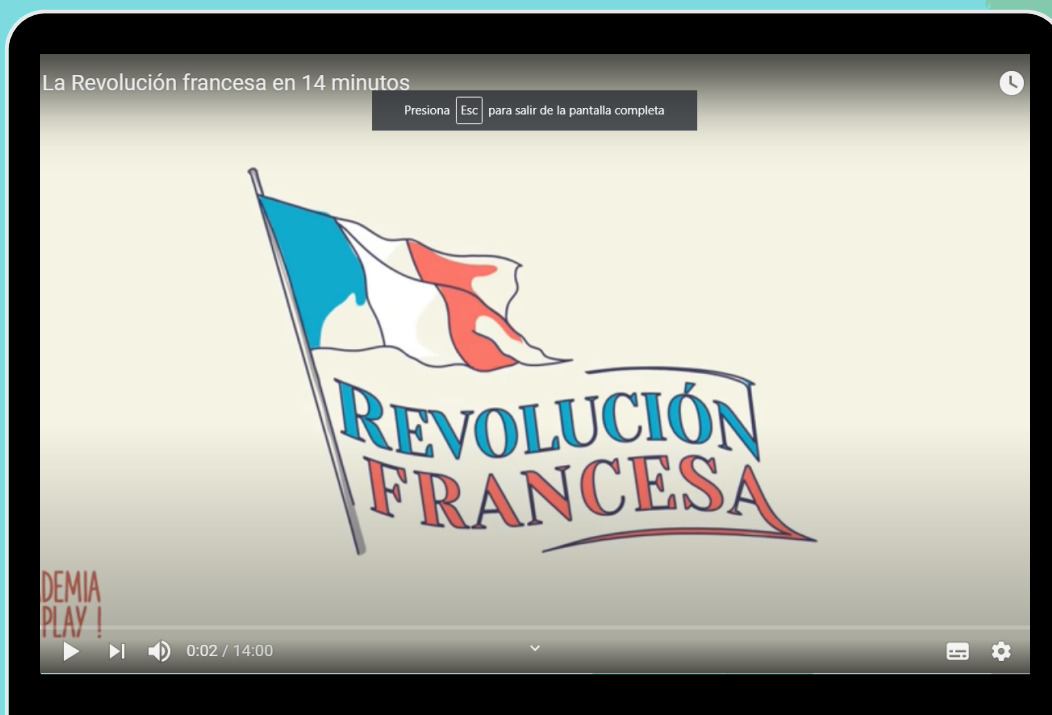 La Revolución francesa en 14 minutos
Presiona Esc para salir de la pantalla completa
REVOLUCIÓN
FRANCESA
DEMIA
PLAY !
0:02 / 14:00